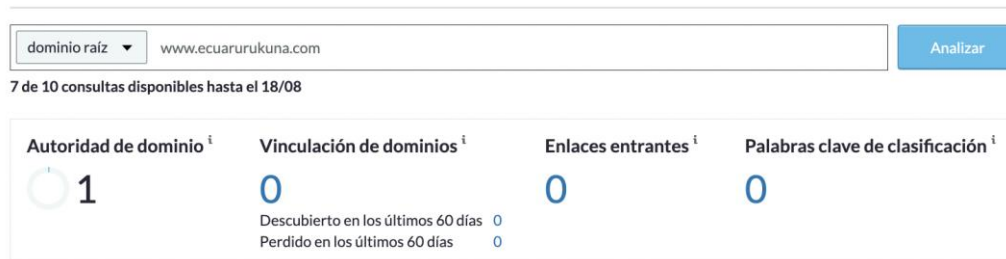 dominio raíz www.ecuarurukuna.com Analizar
7 de 10 consultas disponibles hasta el 18/08
Autoridad de dominio i Vinculación de dominios i Enlaces entrantes i Palabras clave de clasificación i
1 0 0 0
Descubierto en los últimos 60 días 0
Perdido en los últimos 60 días 0